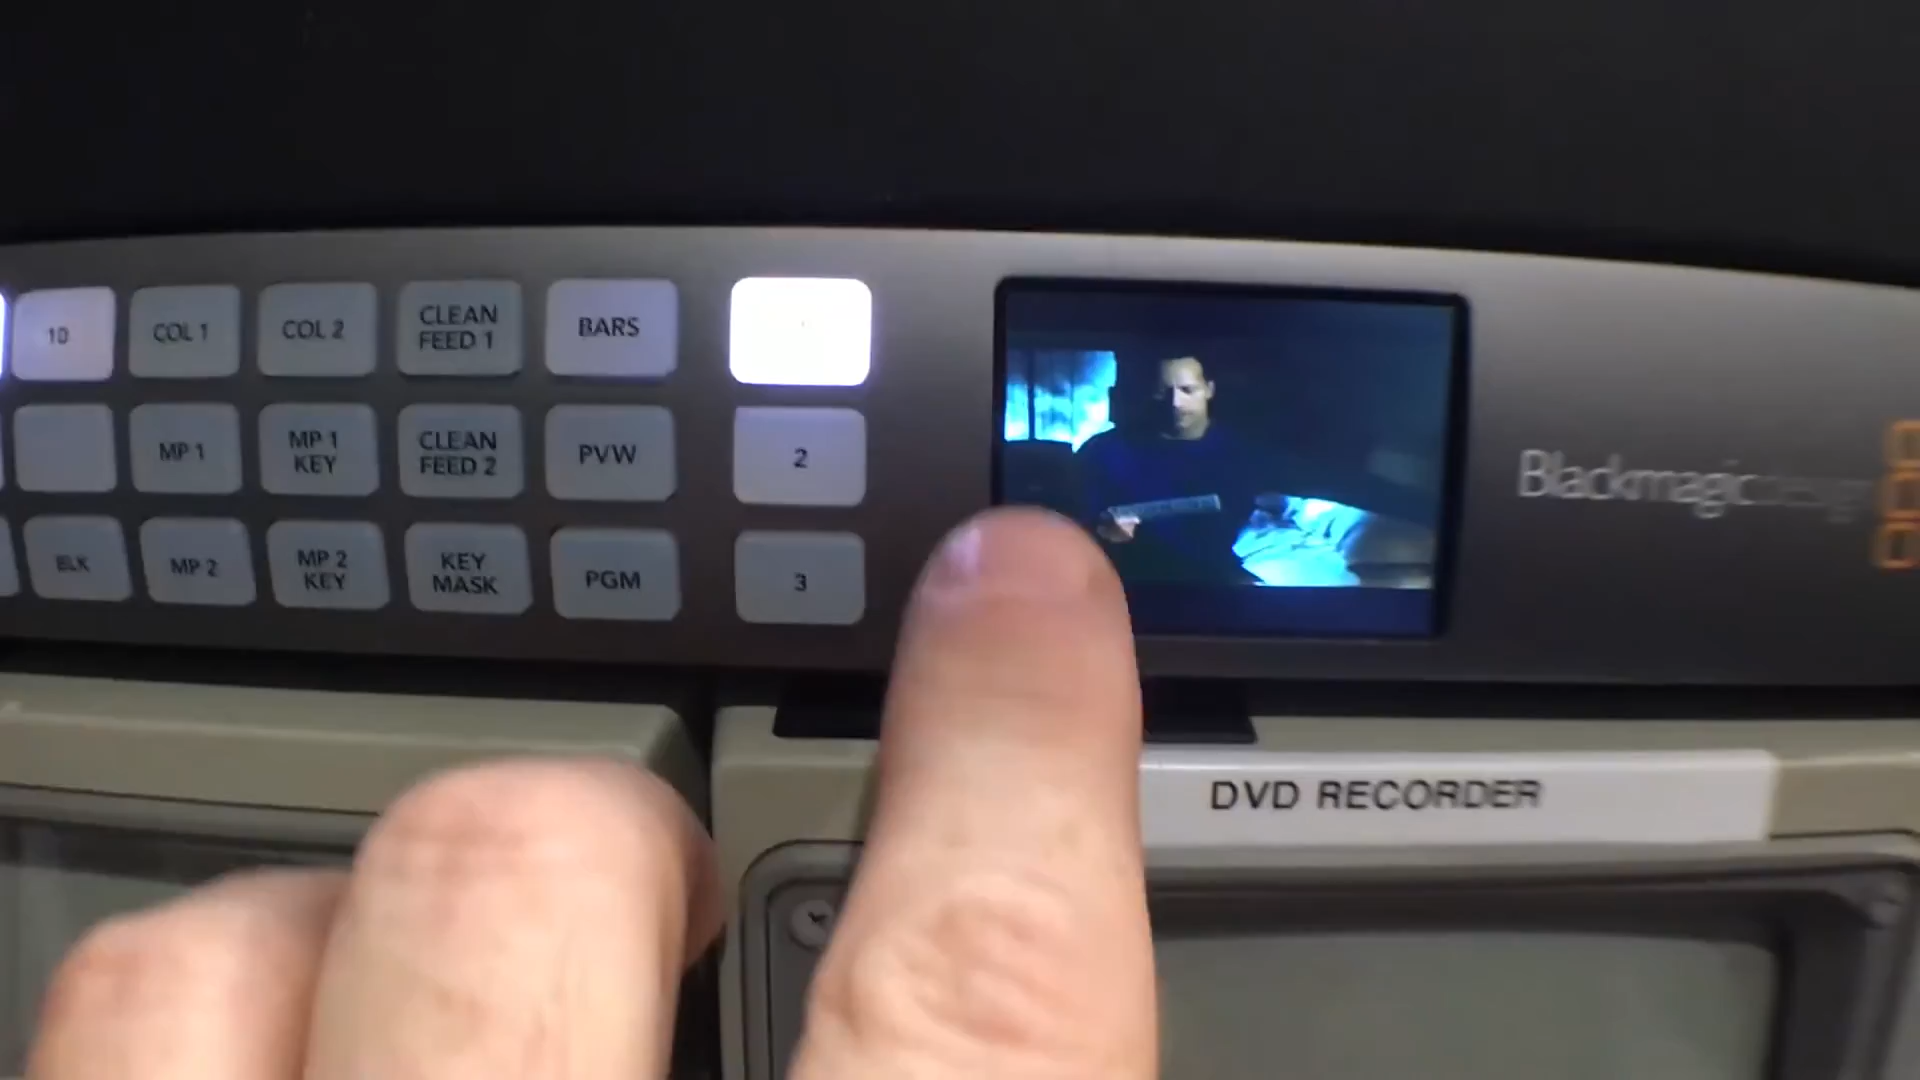 10
COL 1
COL 2
CLEAN
FEED 1
BARS
MP 1
MP 1
KEY
CLEAN
FEED 2
PVW
2
BLK
MP 2
MP 2
KEY
KEY
MASK
PGM
3
Blackmagicdesign
DVD RECORDER